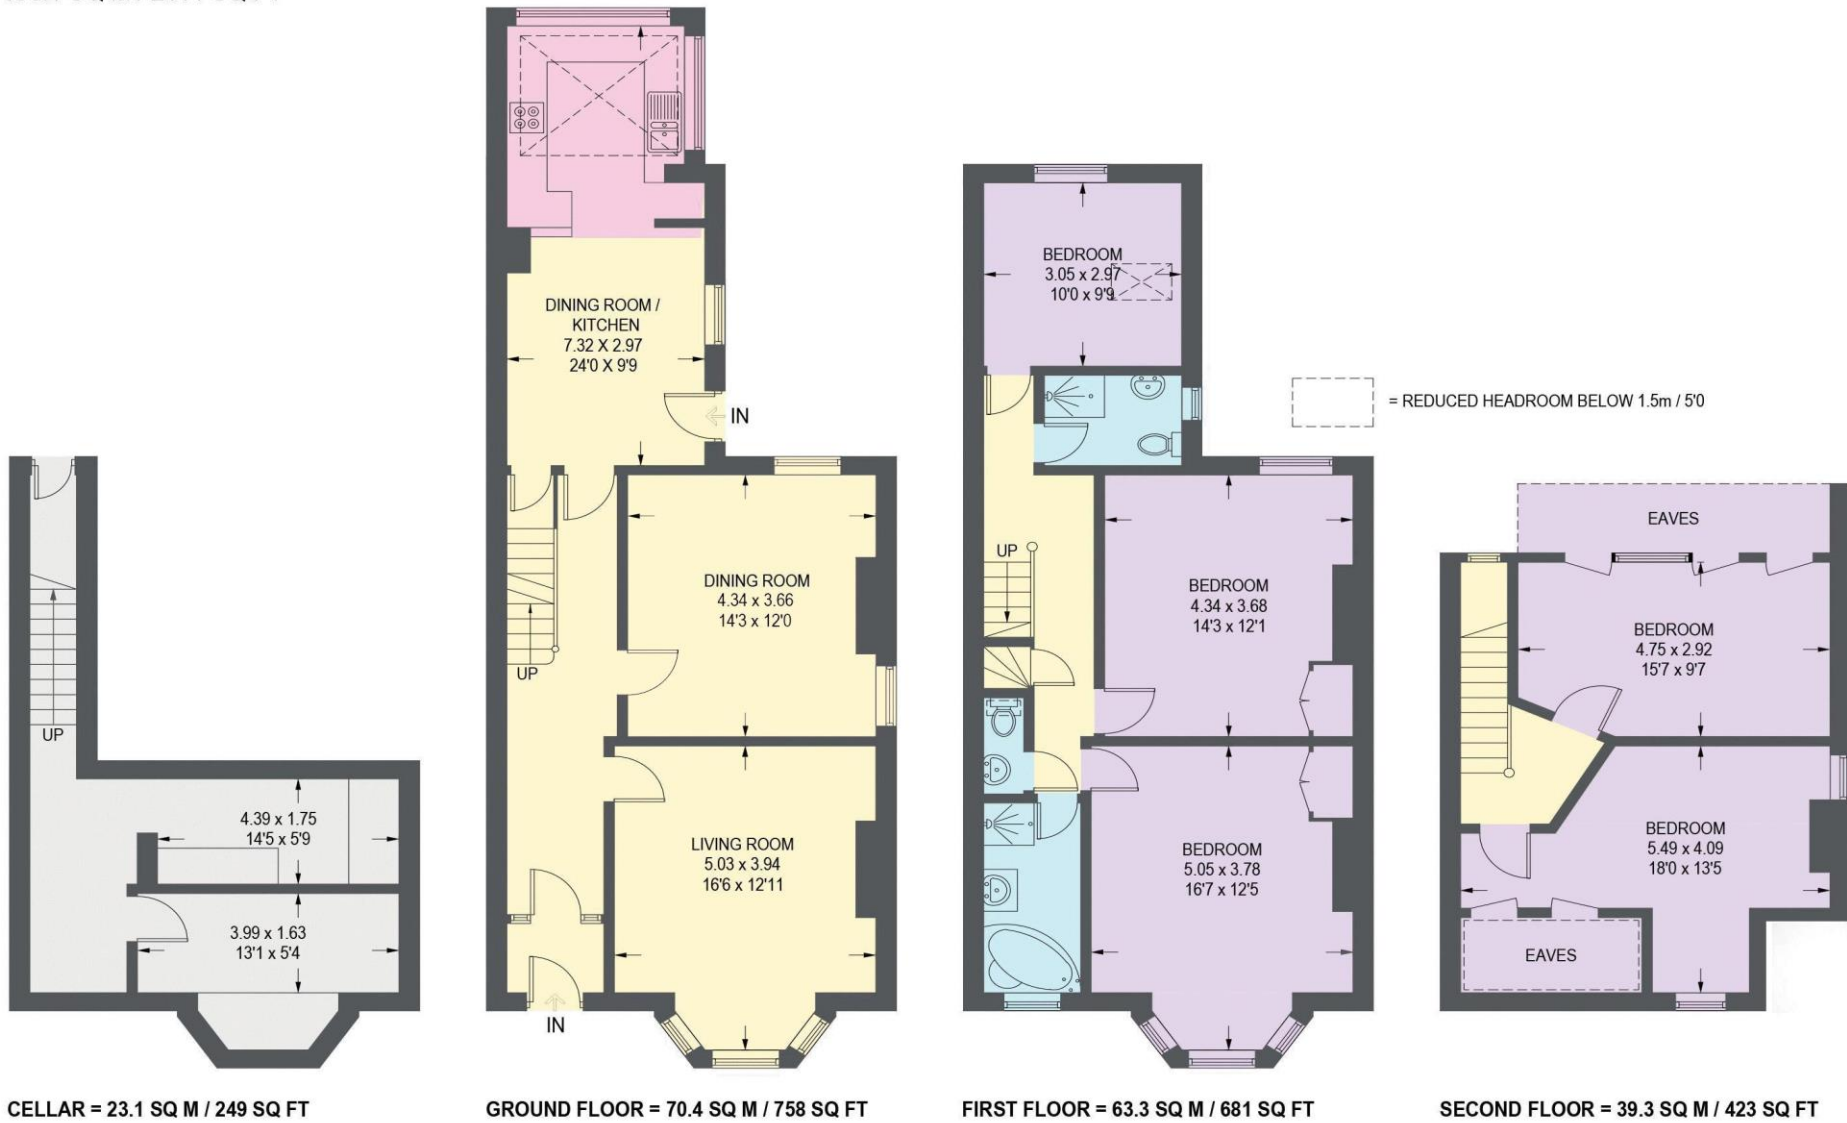 BEDROOM
3.05 x 2.97
10'0 x 9'9
DINING ROOM /
KITCHEN
7.32 X 2.97
24'0 X 9'9
IN
= REDUCED HEADROOM BELOW 1.5m / 5'0
UP
4.39 x 1.75
14'5 x 5'9
3.99 x 1.63
13'1 x 5'4
DINING ROOM
4.34 x 3.66
14'3 x 12'0
UP
LIVING ROOM
5.03 x 3.94
16'6 x 12'11
IN
UP
BEDROOM
4.34 x 3.68
14'3 x 12'1
BEDROOM
5.05 x 3.78
16'7 x 12'5
EAVES
BEDROOM
4.75 x 2.92
15'7 x 9'7
BEDROOM
5.49 x 4.09
18'0 x 13'5
EAVES
CELLAR = 23.1 SQ M / 249 SQ FT
GROUND FLOOR = 70.4 SQ M / 758 SQ FT
FIRST FLOOR = 63.3 SQ M / 681 SQ FT
SECOND FLOOR = 39.3 SQ M / 423 SQ FT